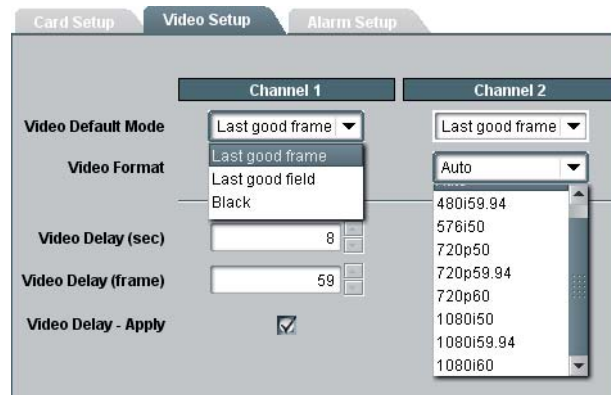 Card Setup Video Setup Alarm Setup
Channel 1 Channel 2
Video Default Mode Last good frame Last good frame
Video Format Last good frame Auto
Last good field
Black
480i59.94
576i50
720p50
720p59.94
720p60
1080i50
1080i59.94
1080i60
Video Delay (sec) 8
Video Delay (frame) 59
Video Delay - Apply